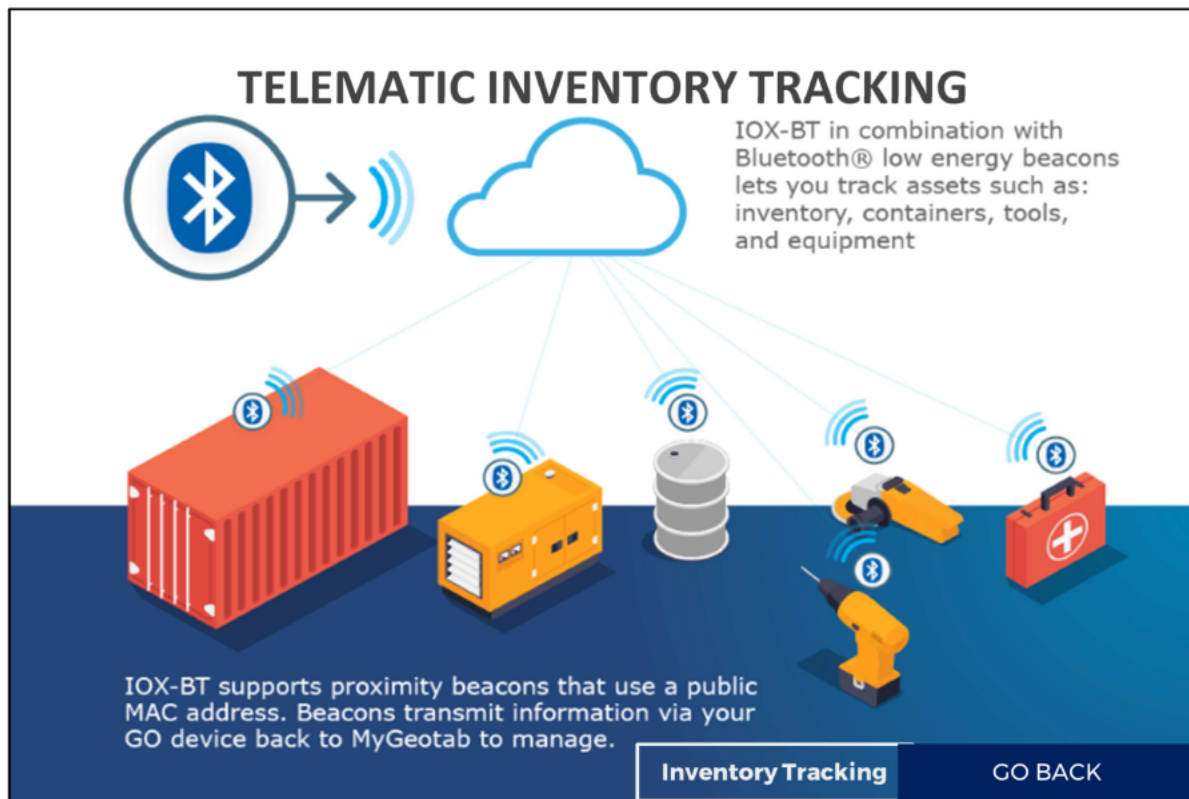 TELEMATIC INVENTORY TRACKING
IOX-BT in combination with
Bluetooth® low energy beacons
lets you track assets such as:
inventory, containers, tools,
and equipment
IOX-BT supports proximity beacons that use a public
MAC address. Beacons transmit information via your
GO device back to MyGeotab to manage.
Inventory Tracking
GO BACK